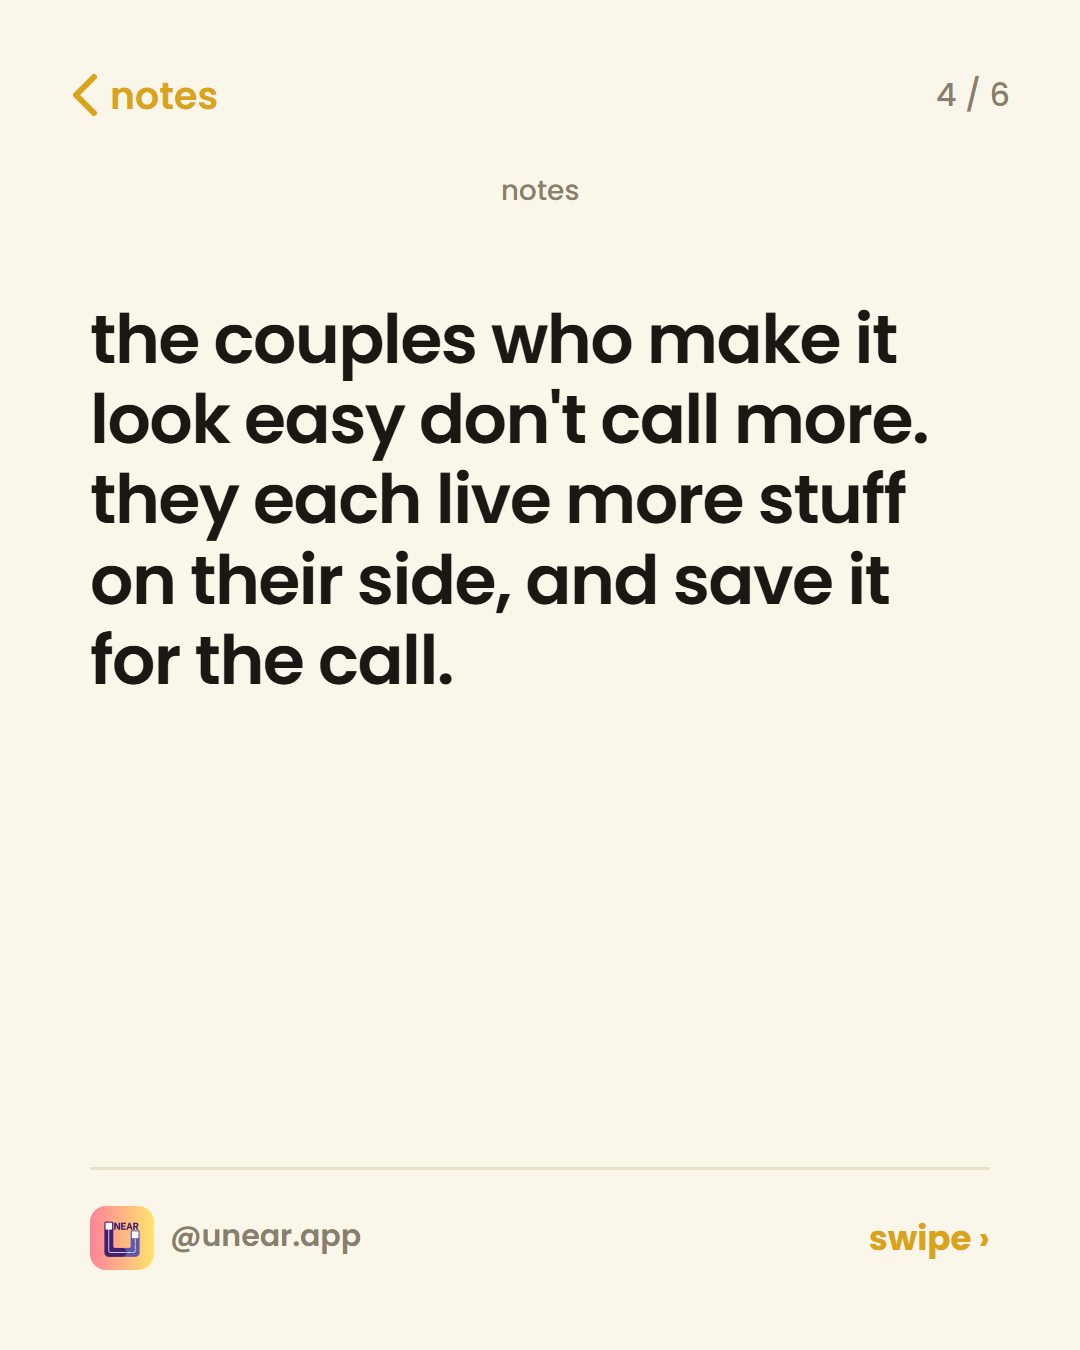 notes
4 / 6
notes
the couples who make it
look easy don't call more.
they each live more stuff
on their side, and save it
for the call.
UNEAR
@unear.app
swipe ›